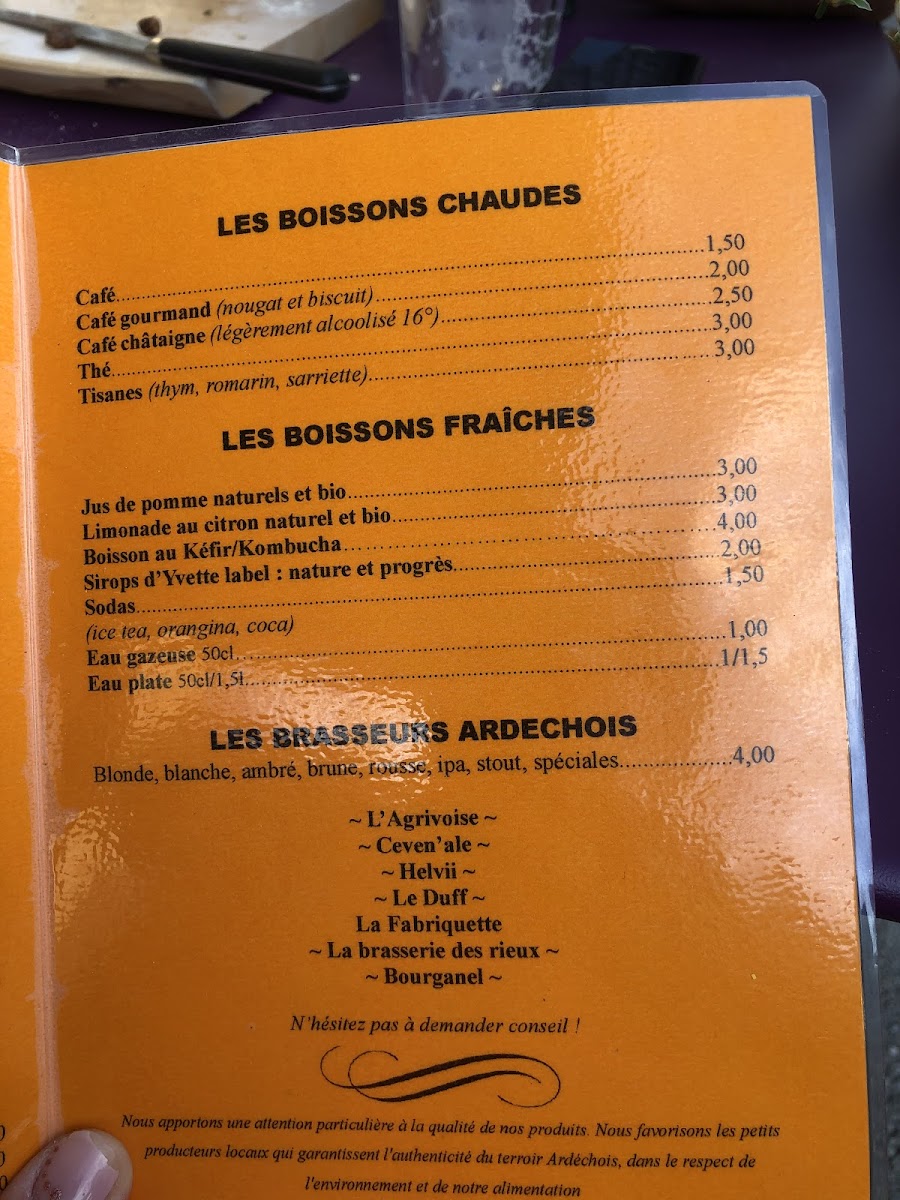 LES BOISSONS CHAUDES
Café..........1,50
Café gourmand (nougat et biscuit)..........2,00
Café châtaigne (légèrement alcoolisé 16°)..........2,50
Thé..........3,00
Tisanes (thym, romarin, sarriette)..........3,00
LES BOISSONS FRAÎCHES
Jus de pomme naturels et bio..........3,00
Limonade au citron naturel et bio..........3,00
Boisson au Kéfir/Kombucha..........4,00
Sirops d'Yvette label : nature et progrès..........2,00
Sodas..........1,50
(ice tea, orangina, coca)
Eau gazeuse 50cl..........1,00
Eau plate 50cl/1,5l..........1/1,5
LES BRASSEURS ARDECHOIS
Blonde, blanche, ambré, brune, rousse, ipa, stout, spéciales..........4,00
~ L'Agrivoise ~
~ Ceven'ale ~
~ Helvii ~
~ Le Duff ~
La Fabriquette
~ La brasserie des rieux ~
~ Bourganel ~
N'hésitez pas à demander conseil !
Nous apportons une attention particulière à la qualité de nos produits. Nous favorisons les petits
producteurs locaux qui garantissent l'authenticité du terroir Ardéchois, dans le respect de
l'environnement et de notre alimentation